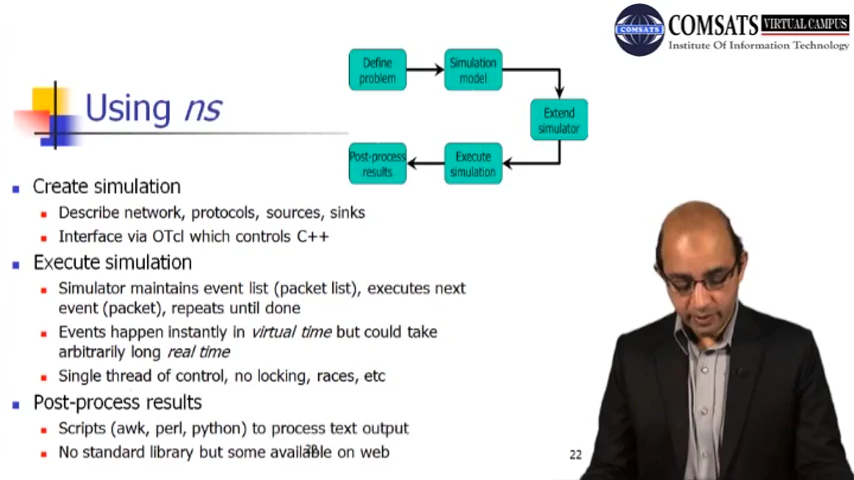 COMSATS VIRTUAL CAMPUS
COMSATS
Institute Of Information Technology
Define
problem
Simulation
model
Extend
simulator
Post-process
results
Execute
simulation
Using ns
Create simulation
Describe network, protocols, sources, sinks
Interface via OTcl which controls C++
Execute simulation
Simulator maintains event list (packet list), executes next
event (packet), repeats until done
Events happen instantly in virtual time but could take
arbitrarily long real time
Single thread of control, no locking, races, etc
Post-process results
Scripts (awk, perl, python) to process text output
No standard library but some available on web
22